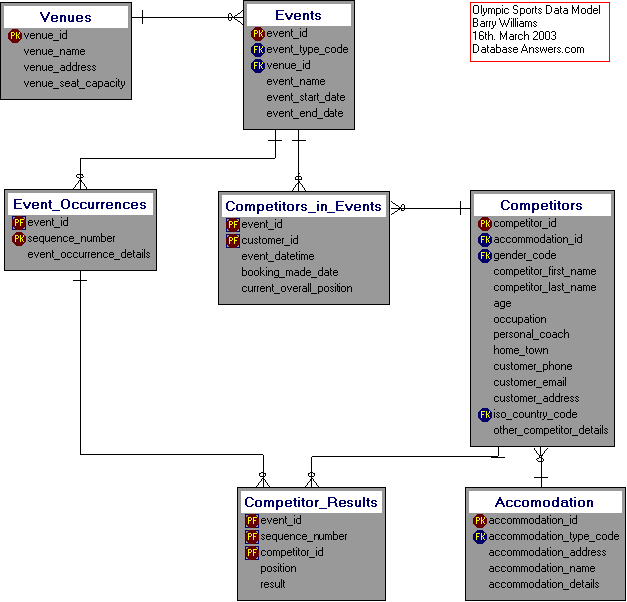 Venues
PK venue_id
venue_name
venue_address
venue_seat_capacity
Events
PK event_id
FK event_type_code
FK venue_id
event_name
event_start_date
event_end_date
Olympic Sports Data Model
Barry Williams
16th. March 2003
Database Answers.com
Event_Occurrences
PF event_id
PK sequence_number
event_occurrence_details
Competitors_in_Events
PF event_id
PF customer_id
event_datetime
booking_made_date
current_overall_position
Competitors
PK competitor_id
FK accommodation_id
FK gender_code
competitor_first_name
competitor_last_name
age
occupation
personal_coach
home_town
customer_phone
customer_email
customer_address
FK iso_country_code
other_competitor_details
Competitor_Results
PF event_id
PF sequence_number
PF competitor_id
position
result
Accomodation
PK accommodation_id
FK accommodation_type_code
accommodation_address
accommodation_name
accommodation_details